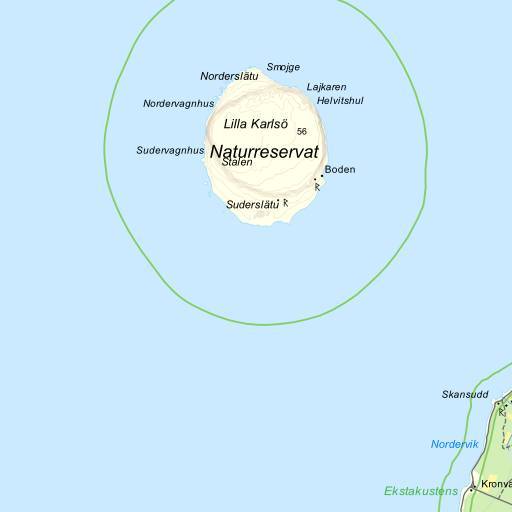 Smojge
Norderslätu
Lajkaren
Nordervagnhus
Helvitshul
Lilla Karlsö
56
Sudervagnhus
Naturreservat
Stalen
Boden
R
Suderslätu
R
Skansudd
R
Nordervik
Kronvä
Ekstakustens